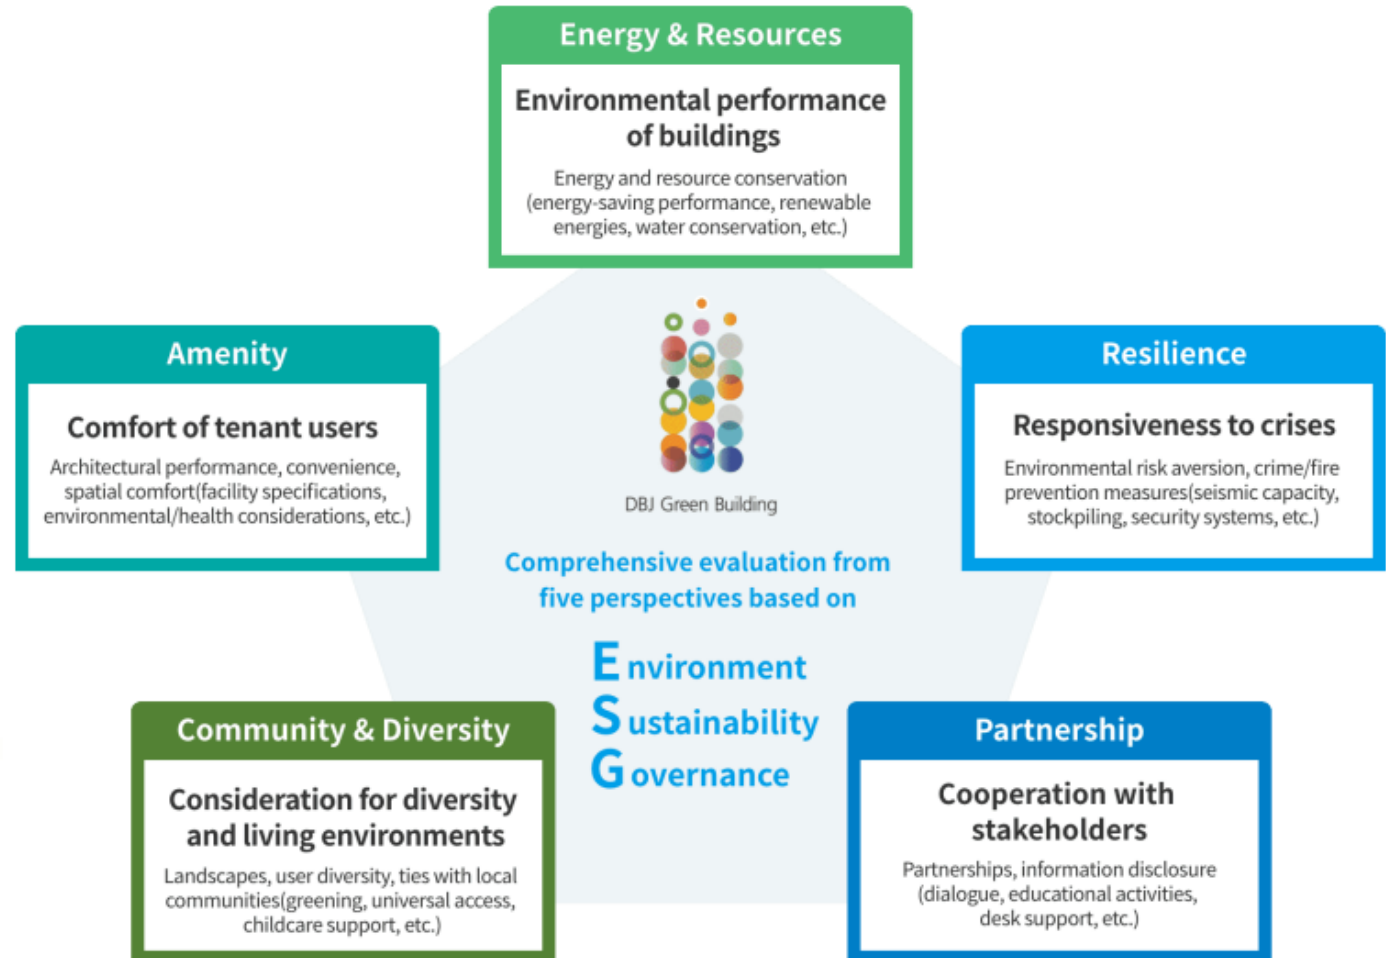 Energy & Resources
Environmental performance
of buildings
Energy and resource conservation
(energy-saving performance, renewable
energies, water conservation, etc.)
Amenity
Comfort of tenant users
Architectural performance, convenience,
spatial comfort(facility specifications,
environmental/health considerations, etc.)
Resilience
Responsiveness to crises
Environmental risk aversion, crime/fire
prevention measures(seismic capacity,
stockpiling, security systems, etc.)
DBJ Green Building
Comprehensive evaluation from
five perspectives based on
Environment
Sustainability
Governance
Community & Diversity
Consideration for diversity
and living environments
Landscapes, user diversity, ties with local
communities(greening, universal access,
childcare support, etc.)
Partnership
Cooperation with
stakeholders
Partnerships, information disclosure
(dialogue, educational activities,
desk support, etc.)